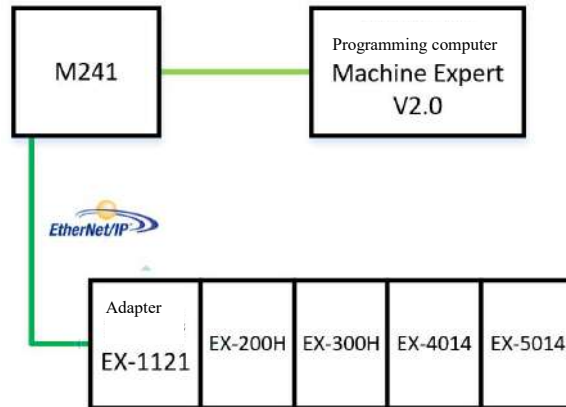 M241
Programming computer
Machine Expert
V2.0
EtherNet/IP
Adapter
EX-1121
EX-200H
EX-300H
EX-4014
EX-5014